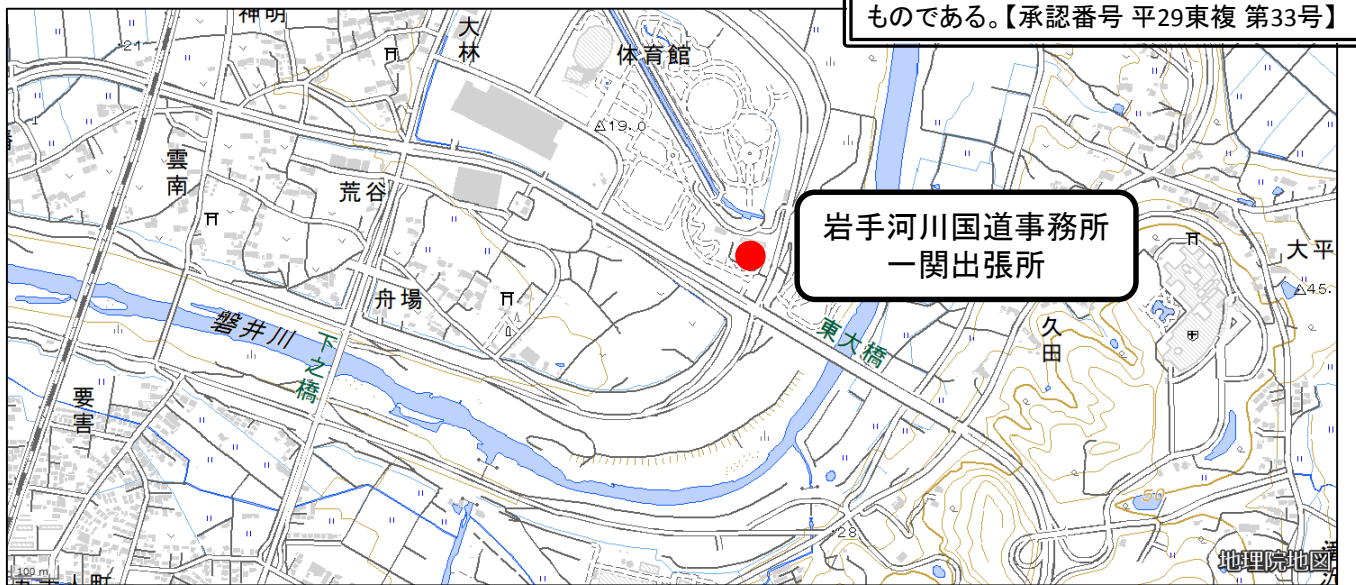 ものである。【承認番号 平29東複 第33号】
神明
大林
体育館
21
19.0
雲南
荒谬
岩手河川国道事務所
一関出張所
大平
45.
舟場
磐井川
下之橋
東大橋
久田
要害
50
28
100 m
地理院地図